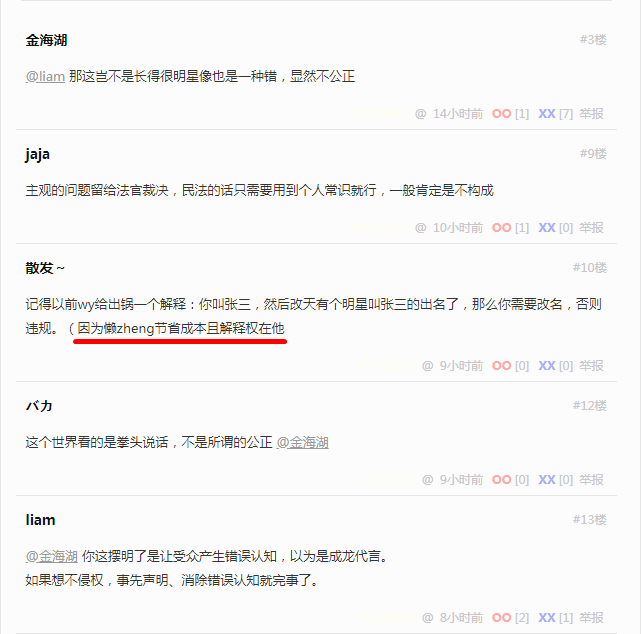 金海湖
#3楼
@liam 那这岂不是长得很明星像也是一种错，显然不公正
@ 14小时前 OO [1] XX [7] 举报
jaja
#9楼
主观的问题留给法官裁决，民法的话只需要用到个人常识就行，一般肯定是不构成
@ 10小时前 OO [1] XX [0] 举报
散发～
#10楼
记得以前wy给出锅一个解释：你叫张三，然后改天有个明星叫张三的出名了，那么你需要改名，否则
违规。（因为懒zheng节省成本且解释权在他
@ 9小时前 OO [0] XX [0] 举报
バカ
#12楼
这个世界看的是拳头说话，不是所谓的公正 @金海湖
@ 9小时前 OO [0] XX [0] 举报
liam
#13楼
@金海湖 你这摆明了是让受众产生错误认知，以为是成龙代言。
如果想不侵权，事先声明、消除错误认知就完事了。
@ 8小时前 OO [2] XX [1] 举报